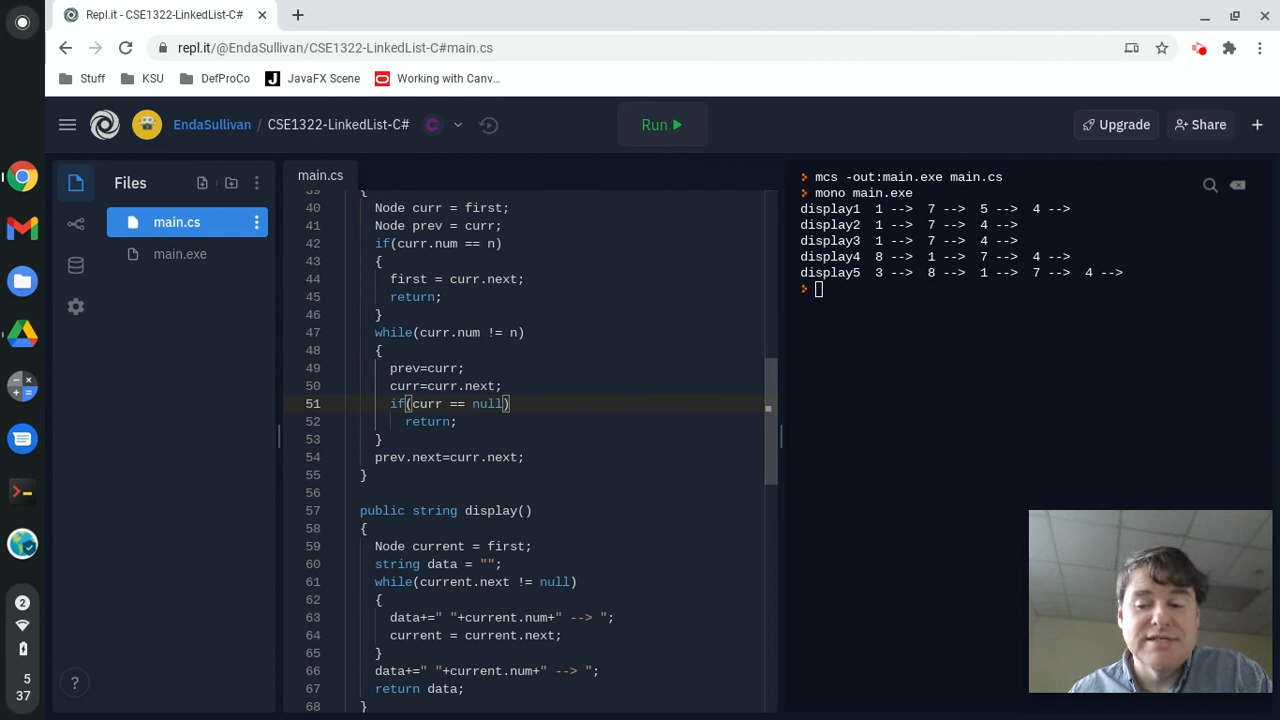 Repl.it - CSE1322-LinkedList-C#
repl.it/@EndaSullivan/CSE1322-LinkedList-C#main.cs
Stuff KSU DefProCo JavaFX Scene Working with Canv...
EndaSullivan / CSE1322-LinkedList-C# Run Upgrade Share
Files
main.cs
main.exe
main.cs
39 {
40 Node curr = first;
41 Node prev = curr;
42 if(curr.num == n)
43 {
44 first = curr.next;
45 return;
46 }
47 while(curr.num != n)
48 {
49 prev=curr;
50 curr=curr.next;
51 if(curr == null)
52 return;
53 }
54 prev.next=curr.next;
55 }
56
57 public string display()
58 {
59 Node current = first;
60 string data = "";
61 while(current.next != null)
62 {
63 data+=" "+current.num+" --> ";
64 current = current.next;
65 }
66 data+=" "+current.num+" --> ";
67 return data;
68 }
mcs -out:main.exe main.cs
mono main.exe
display1 1 --> 7 --> 5 --> 4 -->
display2 1 --> 7 --> 4 -->
display3 1 --> 7 --> 4 -->
display4 8 --> 1 --> 7 --> 4 -->
display5 3 --> 8 --> 1 --> 7 --> 4 -->
2
5
37